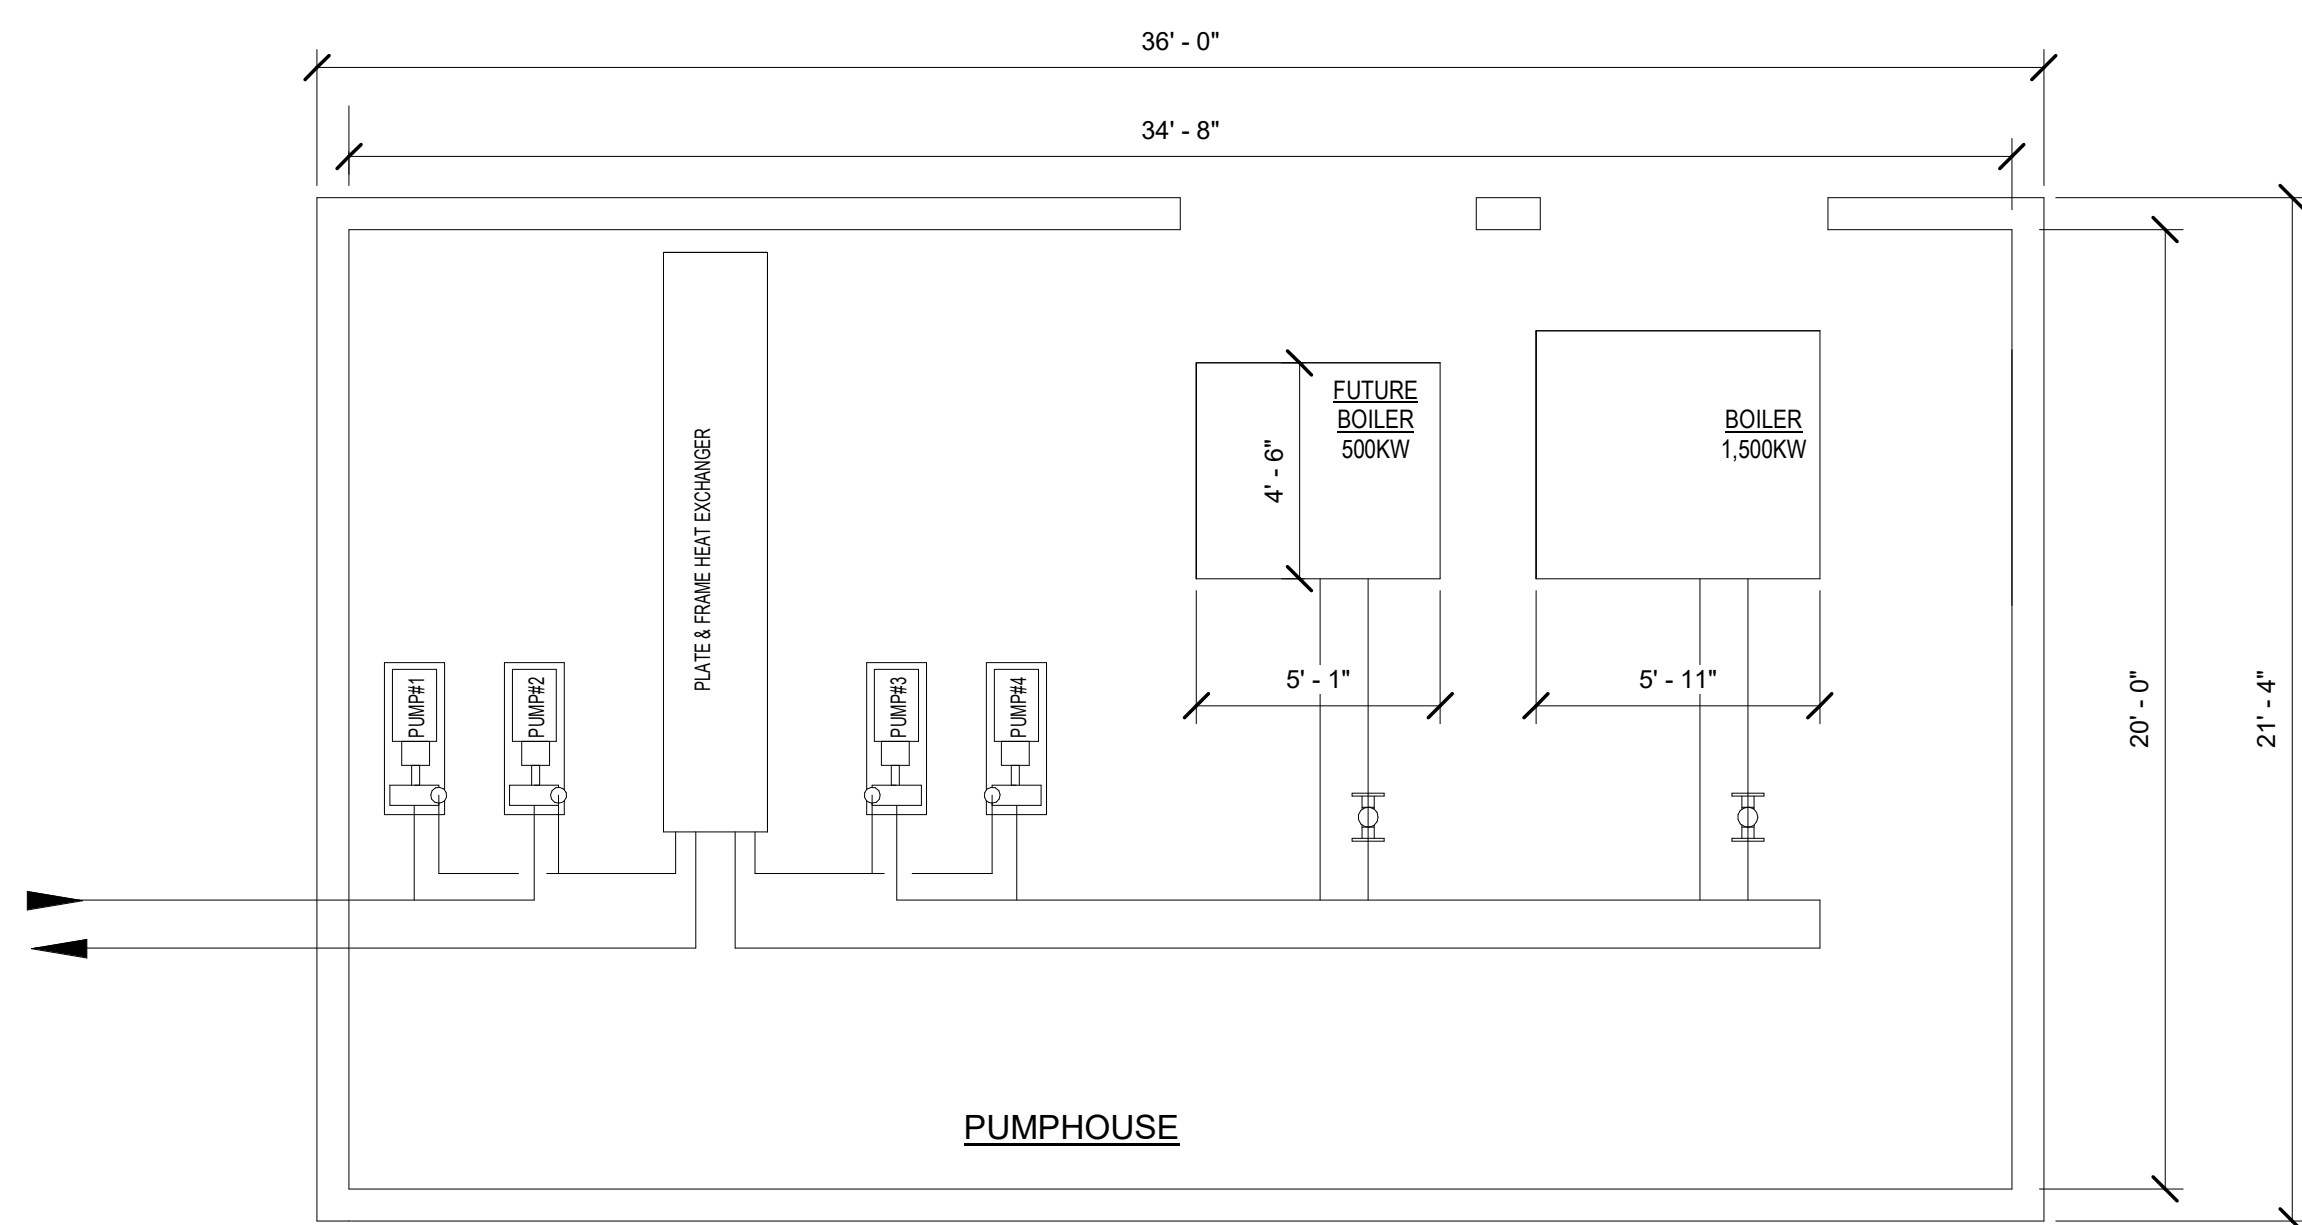 36' - 0"
34' - 8"
FUTURE
BOILER
500KW
BOILER
1,500KW
4' - 6"
PLATE & FRAME HEAT EXCHANGER
PUMP#1
PUMP#2
PUMP#3
PUMP#4
5' - 1"
5' - 11"
20' - 0"
21' - 4"
PUMPHOUSE